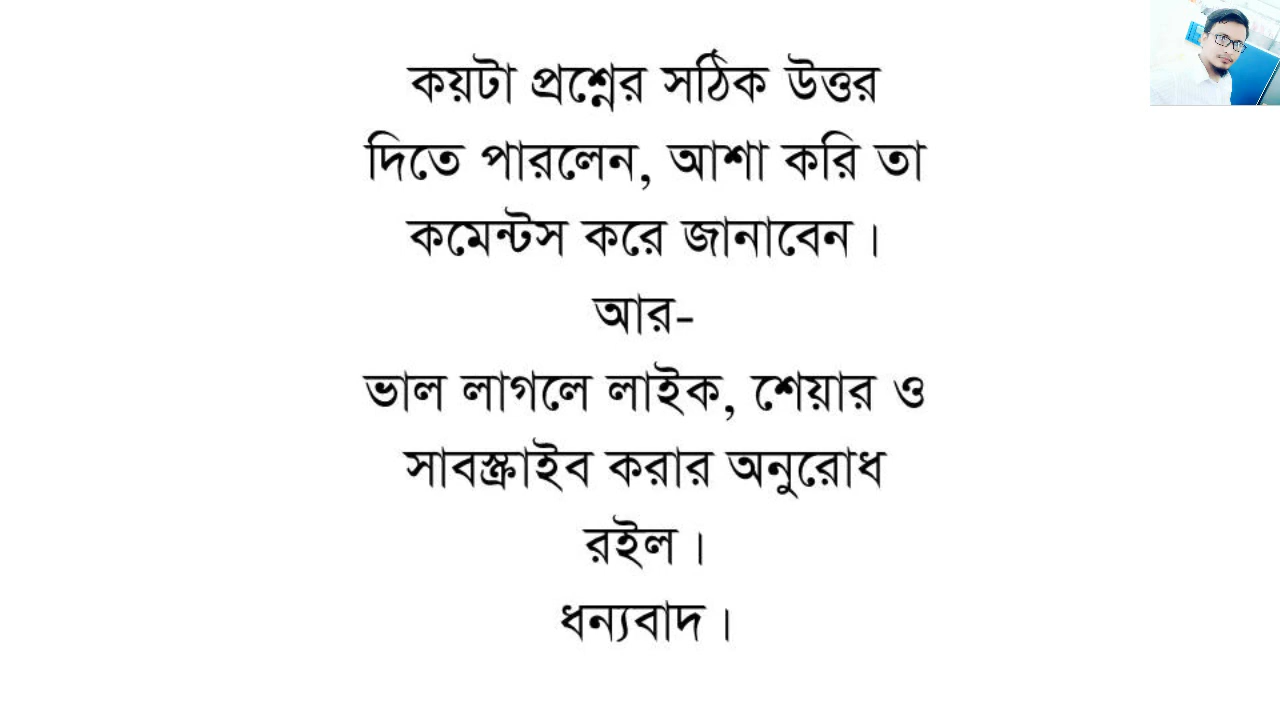 কয়টা প্রশ্নের সঠিক উত্তর
দিতে পারলেন, আশা করি তা
কমেন্টস করে জানাবেন।
আর-
ভাল লাগলে লাইক, শেয়ার ও
সাবস্ক্রাইব করার অনুরোধ
রইল।
ধন্যবাদ।